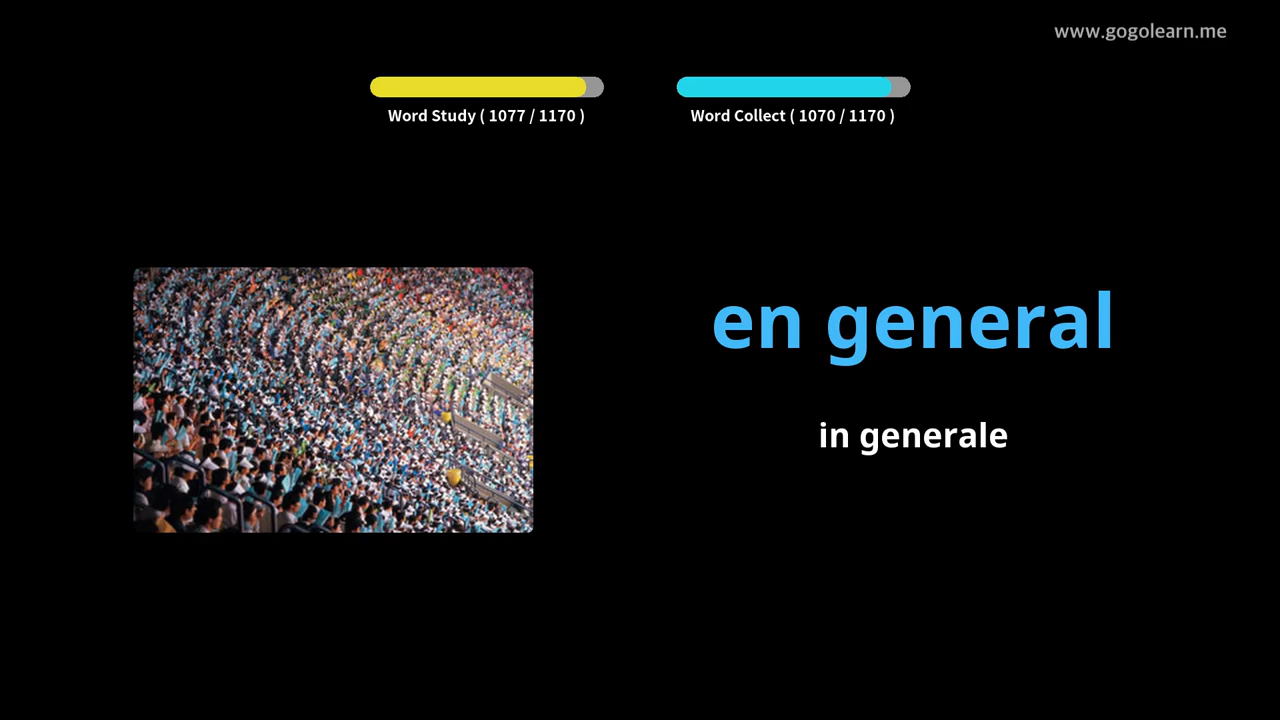 www.gogolearn.me
Word Study ( 1077 / 1170 )
Word Collect ( 1070 / 1170 )
en general
in generale